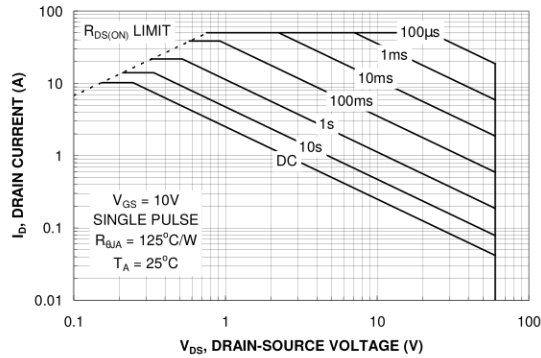 100
10
1
0.1
0.01
I_D, DRAIN CURRENT (A)
R_DS(ON) LIMIT
100µs
1ms
10ms
100ms
1s
10s
DC
V_GS = 10V
SINGLE PULSE
R_θJA = 125°C/W
T_A = 25°C
0.1 1 10 100
V_DS, DRAIN-SOURCE VOLTAGE (V)